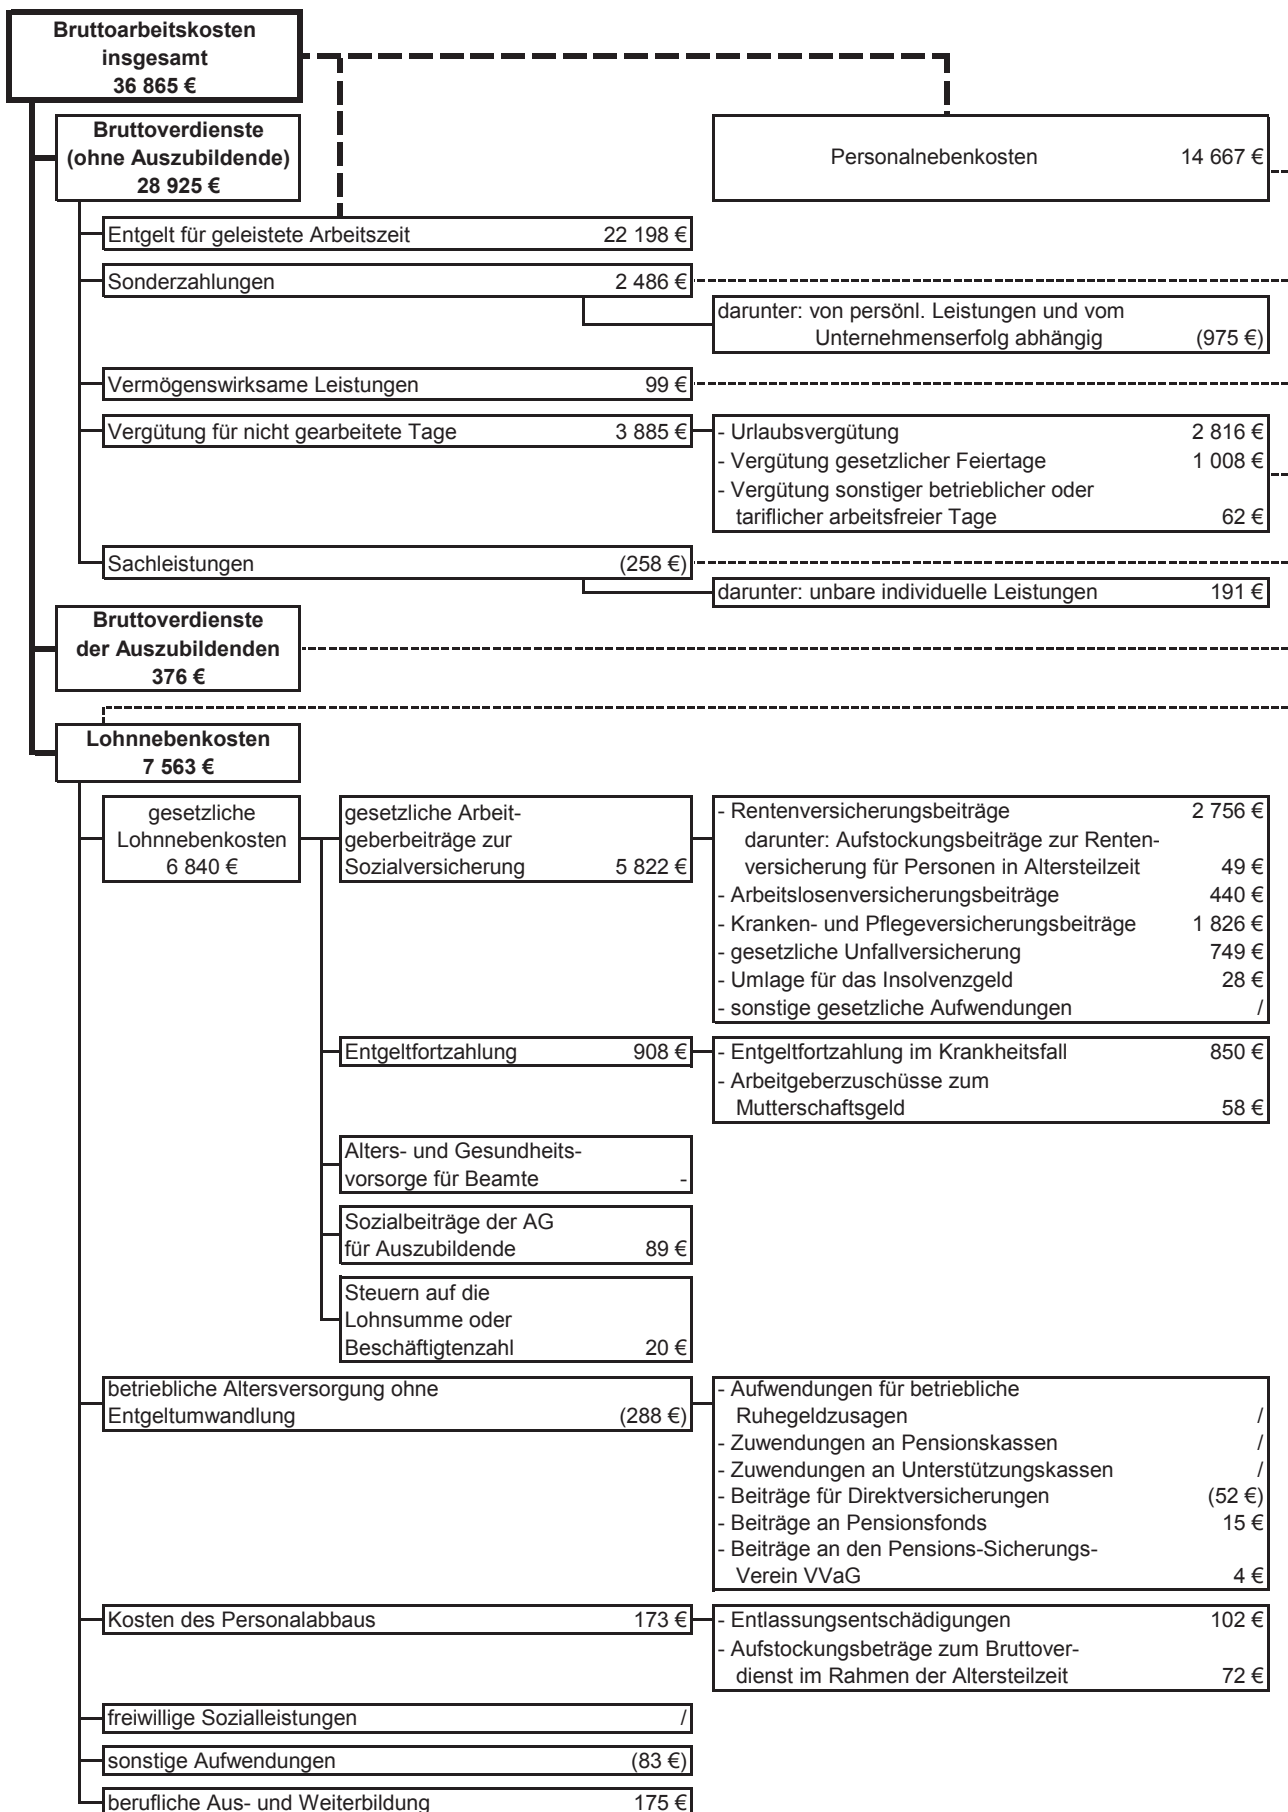 Bruttoarbeitskosten
insgesamt
36 865 €
Bruttoverdienste
(ohne Auszubildende)
28 925 €
Personalnebenkosten 14 667 €
Entgelt für geleistete Arbeitszeit 22 198 €
Sonderzahlungen 2 486 €
darunter: von persönl. Leistungen und vom
Unternehmenserfolg abhängig (975 €)
Vermögenswirksame Leistungen 99 €
Vergütung für nicht gearbeitete Tage 3 885 €
- Urlaubsvergütung 2 816 €
- Vergütung gesetzlicher Feiertage 1 008 €
- Vergütung sonstiger betrieblicher oder
tariflicher arbeitsfreier Tage 62 €
Sachleistungen (258 €)
darunter: unbare individuelle Leistungen 191 €
Bruttoverdienste
der Auszubildenden
376 €
Lohnnebenkosten
7 563 €
gesetzliche
Lohnnebenkosten
6 840 €
gesetzliche Arbeit-
geberbeiträge zur
Sozialversicherung 5 822 €
- Rentenversicherungsbeiträge 2 756 €
darunter: Aufstockungsbeiträge zur Renten-
versicherung für Personen in Altersteilzeit 49 €
- Arbeitslosenversicherungsbeiträge 440 €
- Kranken- und Pflegeversicherungsbeiträge 1 826 €
- gesetzliche Unfallversicherung 749 €
- Umlage für das Insolvenzgeld 28 €
- sonstige gesetzliche Aufwendungen /
Entgeltfortzahlung 908 €
- Entgeltfortzahlung im Krankheitsfall 850 €
- Arbeitgeberzuschüsse zum
Mutterschaftsgeld 58 €
Alters- und Gesundheits-
vorsorge für Beamte -
Sozialbeiträge der AG
für Auszubildende 89 €
Steuern auf die
Lohnsumme oder
Beschäftigtenzahl 20 €
betriebliche Altersversorgung ohne
Entgeltumwandlung (288 €)
- Aufwendungen für betriebliche
Ruhegeldzusagen /
- Zuwendungen an Pensionskassen /
- Zuwendungen an Unterstützungskassen /
- Beiträge für Direktversicherungen (52 €)
- Beiträge an Pensionsfonds 15 €
- Beiträge an den Pensions-Sicherungs-
Verein VVaG 4 €
Kosten des Personalabbaus 173 €
- Entlassungsentschädigungen 102 €
- Aufstockungsbeträge zum Bruttover-
dienst im Rahmen der Altersteilzeit 72 €
freiwillige Sozialleistungen /
sonstige Aufwendungen (83 €)
berufliche Aus- und Weiterbildung 175 €